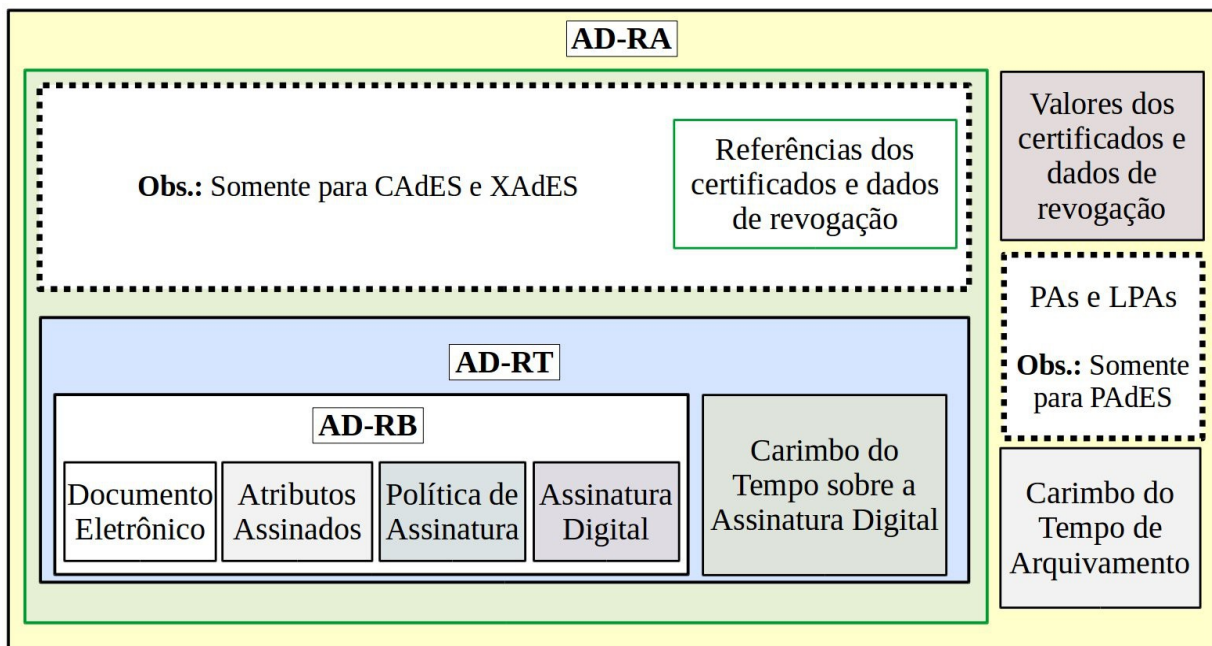 AD-RA
Obs.: Somente para CAdES e XAdES
Referências dos
certificados e dados
de revogação
Valores dos
certificados e
dados de
revogação
PAs e LPAs
Obs.: Somente
para PAdES
AD-RT
AD-RB
Documento
Eletrônico
Atributos
Assinados
Política de
Assinatura
Assinatura
Digital
Carimbo do
Tempo sobre a
Assinatura Digital
Carimbo do
Tempo de
Arquivamento